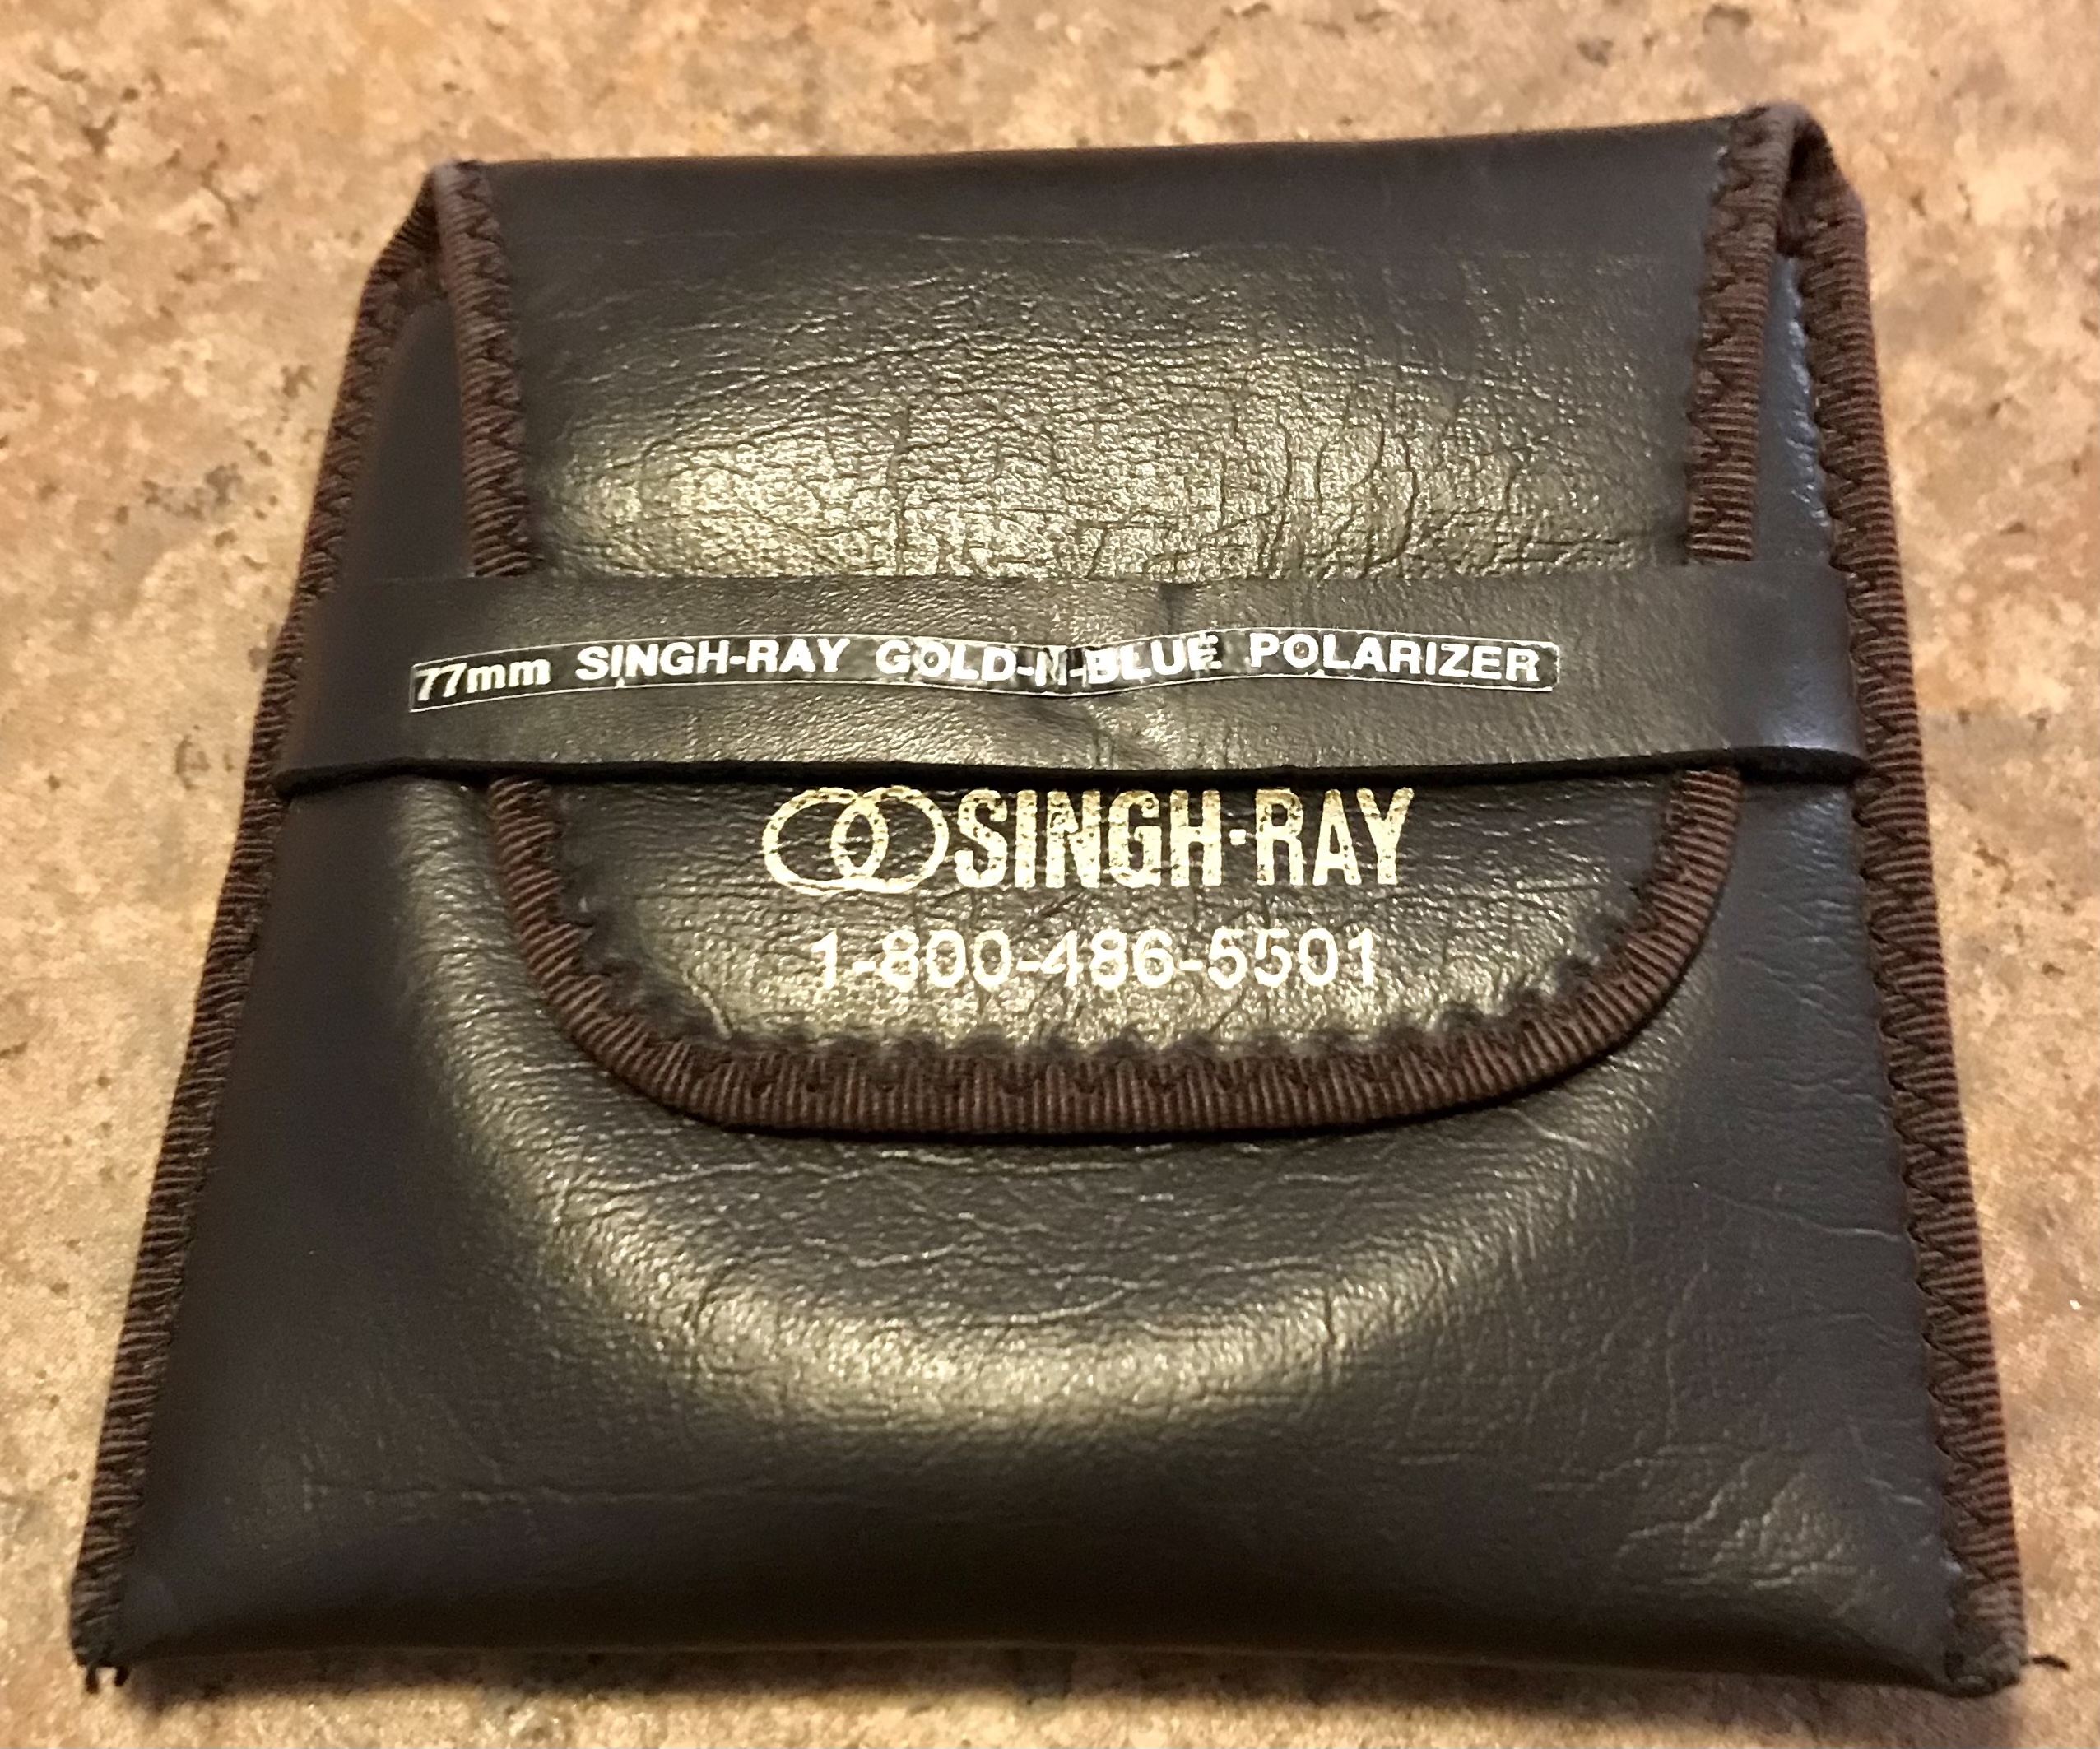 77mm SINGH-RAY GOLD-N-BLUE POLARIZER
SINGH·RAY
1-800-486-5501